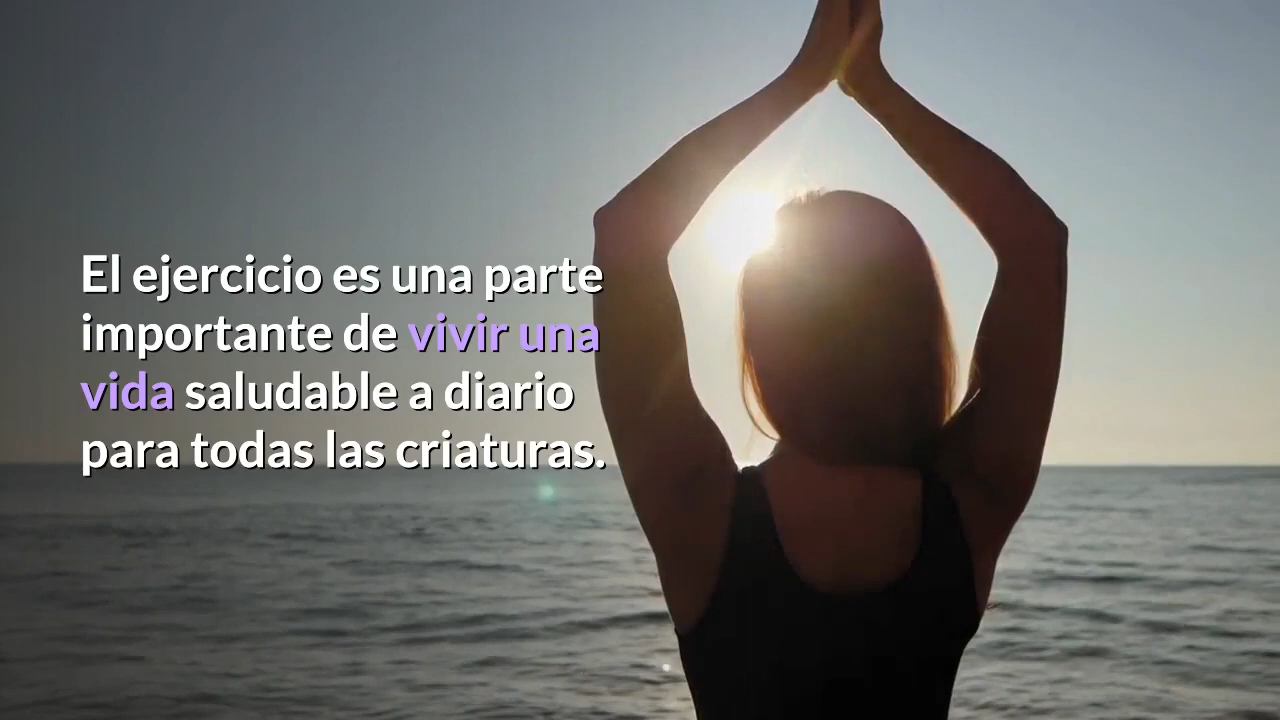 El ejercicio es una parte
importante de vivir una
vida saludable a diario
para todas las criaturas.